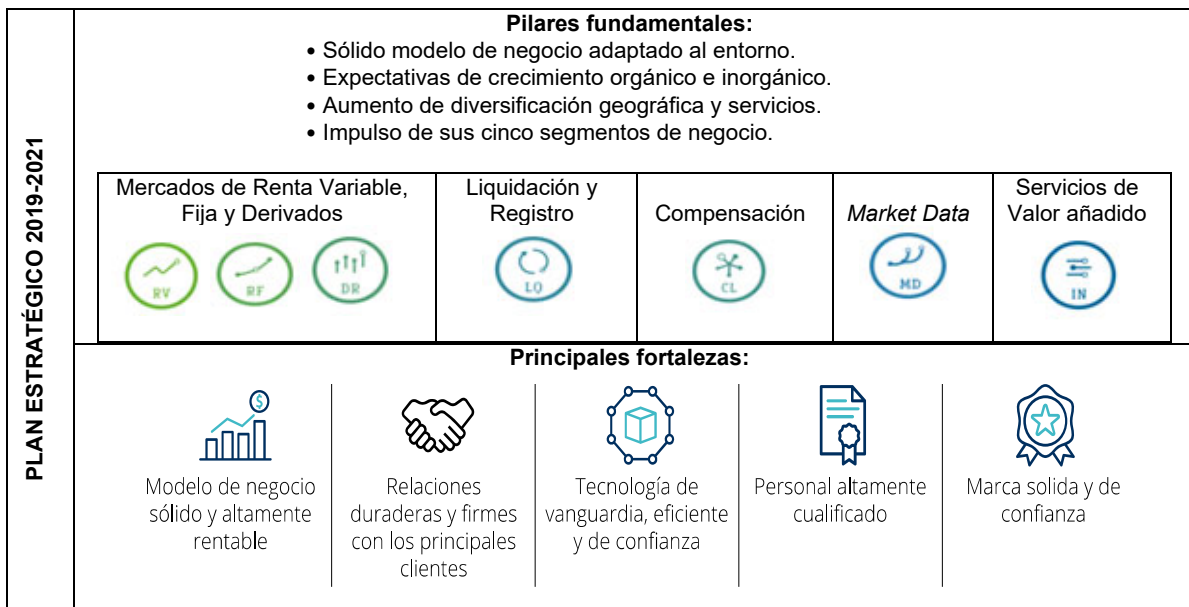 PLAN ESTRATÉGICO 2019-2021
Pilares fundamentales:
• Sólido modelo de negocio adaptado al entorno.
• Expectativas de crecimiento orgánico e inorgánico.
• Aumento de diversificación geográfica y servicios.
• Impulso de sus cinco segmentos de negocio.
Mercados de Renta Variable,
Fija y Derivados
RV
RF
DR
Liquidación y
Registro
LQ
Compensación
CL
Market Data
MD
Servicios de
Valor añadido
IN
Principales fortalezas:
$
Modelo de negocio
sólido y altamente
rentable
Relaciones
duraderas y firmes
con los principales
clientes
Tecnología de
vanguardia, eficiente
y de confianza
Personal altamente
cualificado
Marca solida y de
confianza